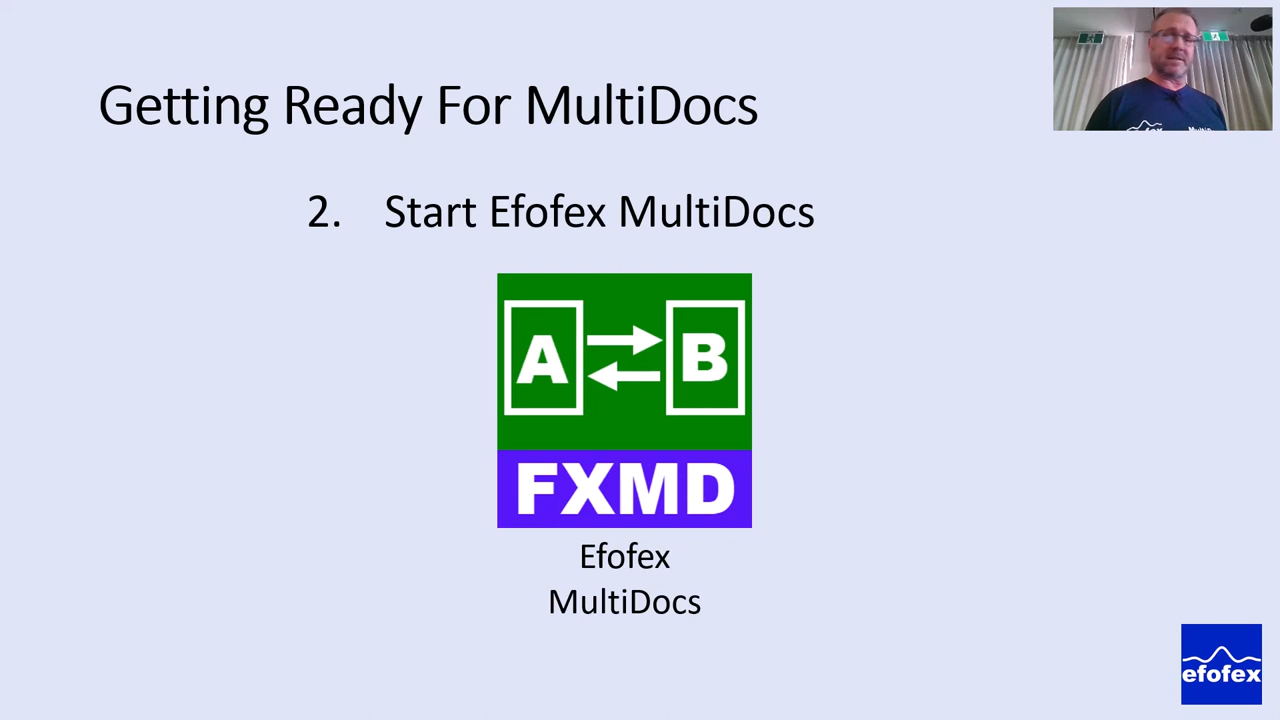 Getting Ready For MultiDocs
2. Start Efofex MultiDocs
A B
FXMD
Efofex
MultiDocs
efofex